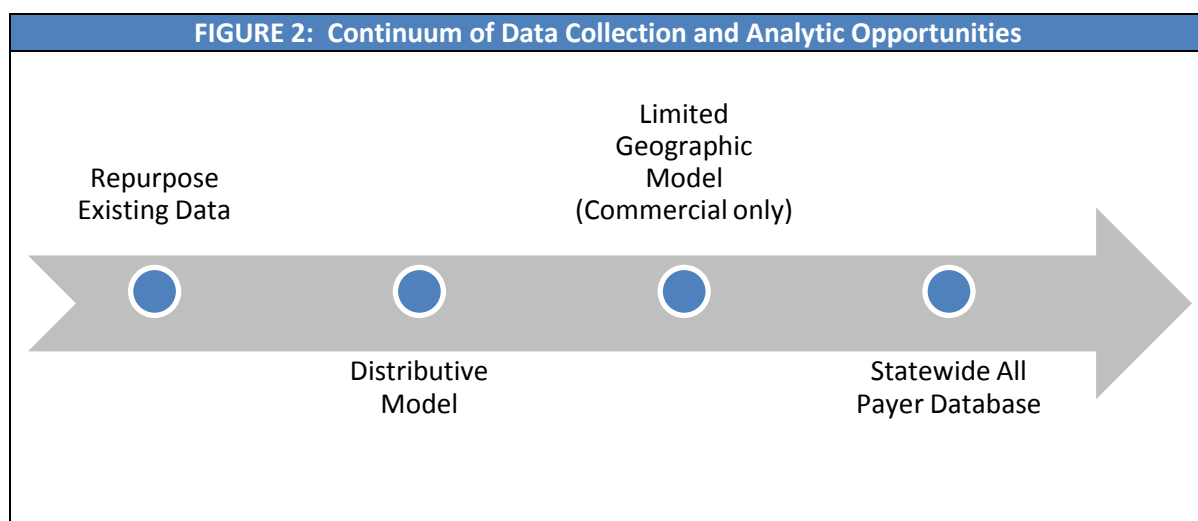 FIGURE 2:  Continuum of Data Collection and Analytic Opportunities
Repurpose
Existing Data
Distributive
Model
Limited
Geographic
Model
(Commercial only)
Statewide All
Payer Database